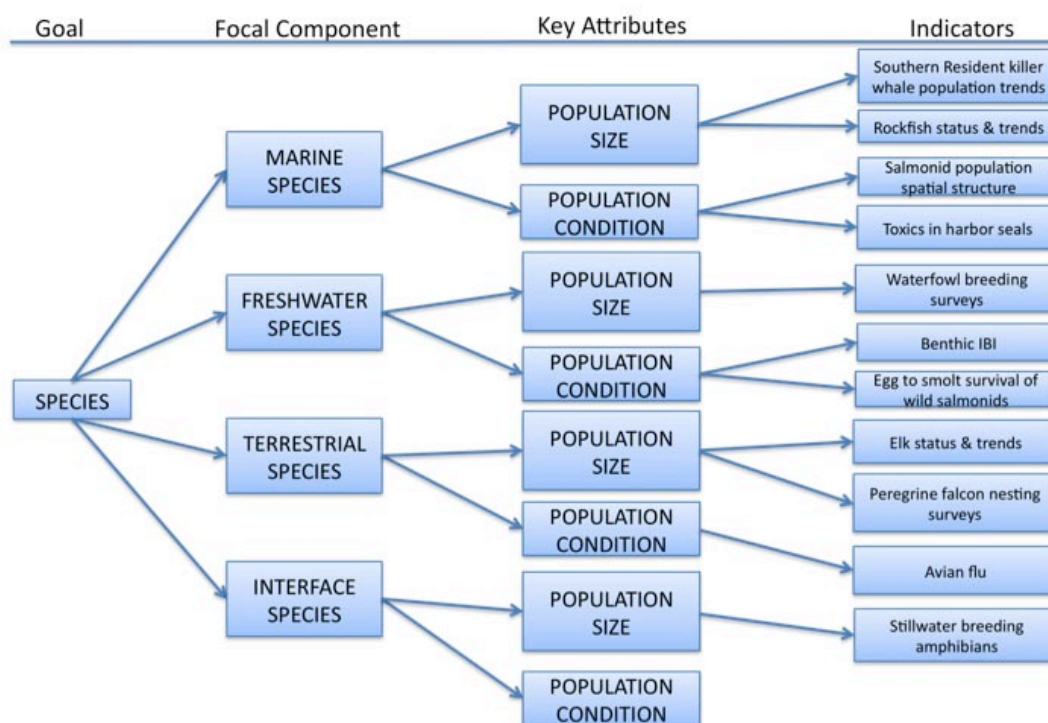 Goal
Focal Component
Key Attributes
Indicators
SPECIES
MARINE
SPECIES
FRESHWATER
SPECIES
TERRESTRIAL
SPECIES
INTERFACE
SPECIES
POPULATION
SIZE
POPULATION
CONDITION
POPULATION
SIZE
POPULATION
CONDITION
POPULATION
SIZE
POPULATION
CONDITION
POPULATION
SIZE
POPULATION
CONDITION
Southern Resident killer
whale population trends
Rockfish status & trends
Salmonid population
spatial structure
Toxics in harbor seals
Waterfowl breeding
surveys
Benthic IBI
Egg to smolt survival of
wild salmonids
Elk status & trends
Peregrine falcon nesting
surveys
Avian flu
Stillwater breeding
amphibians